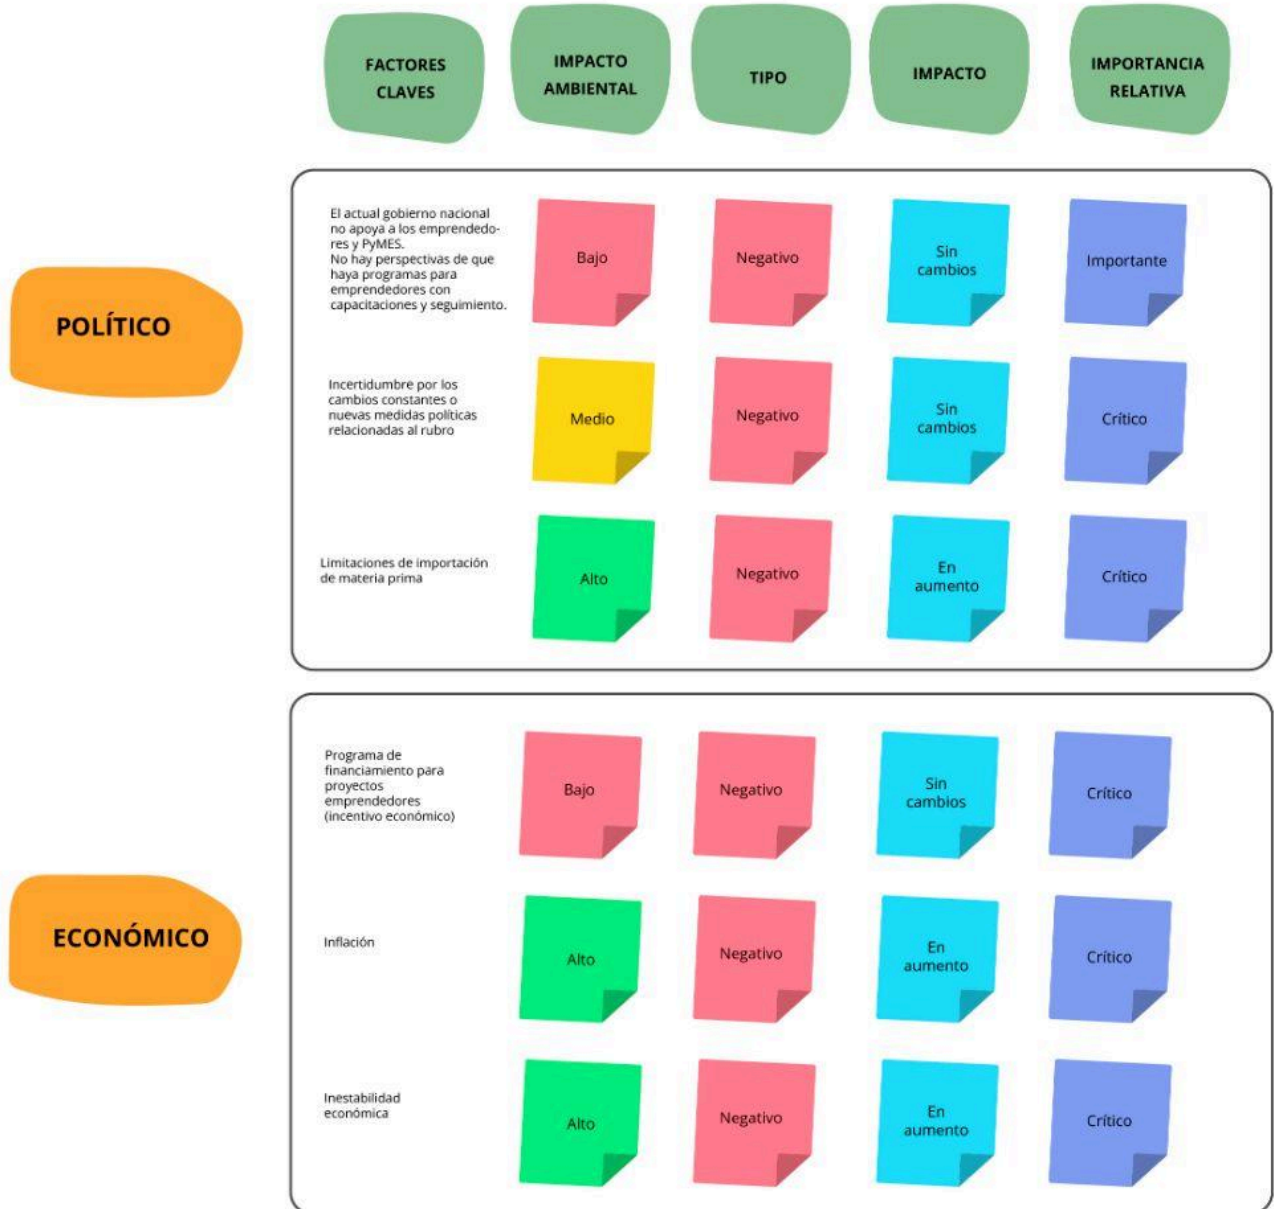 FACTORES
CLAVES
IMPACTO
AMBIENTAL
TIPO
IMPACTO
IMPORTANCIA
RELATIVA
POLÍTICO
El actual gobierno nacional
no apoya a los emprendedo-
res y PyMES.
No hay perspectivas de que
haya programas para
emprendedores con
capacitaciones y seguimiento.
Bajo
Negativo
Sin
cambios
Importante
Incertidumbre por los
cambios constantes o
nuevas medidas políticas
relacionadas al rubro
Medio
Negativo
Sin
cambios
Crítico
Limitaciones de importación
de materia prima
Alto
Negativo
En
aumento
Crítico
ECONÓMICO
Programa de
financiamiento para
proyectos
emprendedores
(incentivo económico)
Bajo
Negativo
Sin
cambios
Crítico
Inflación
Alto
Negativo
En
aumento
Crítico
Inestabilidad
económica
Alto
Negativo
En
aumento
Crítico